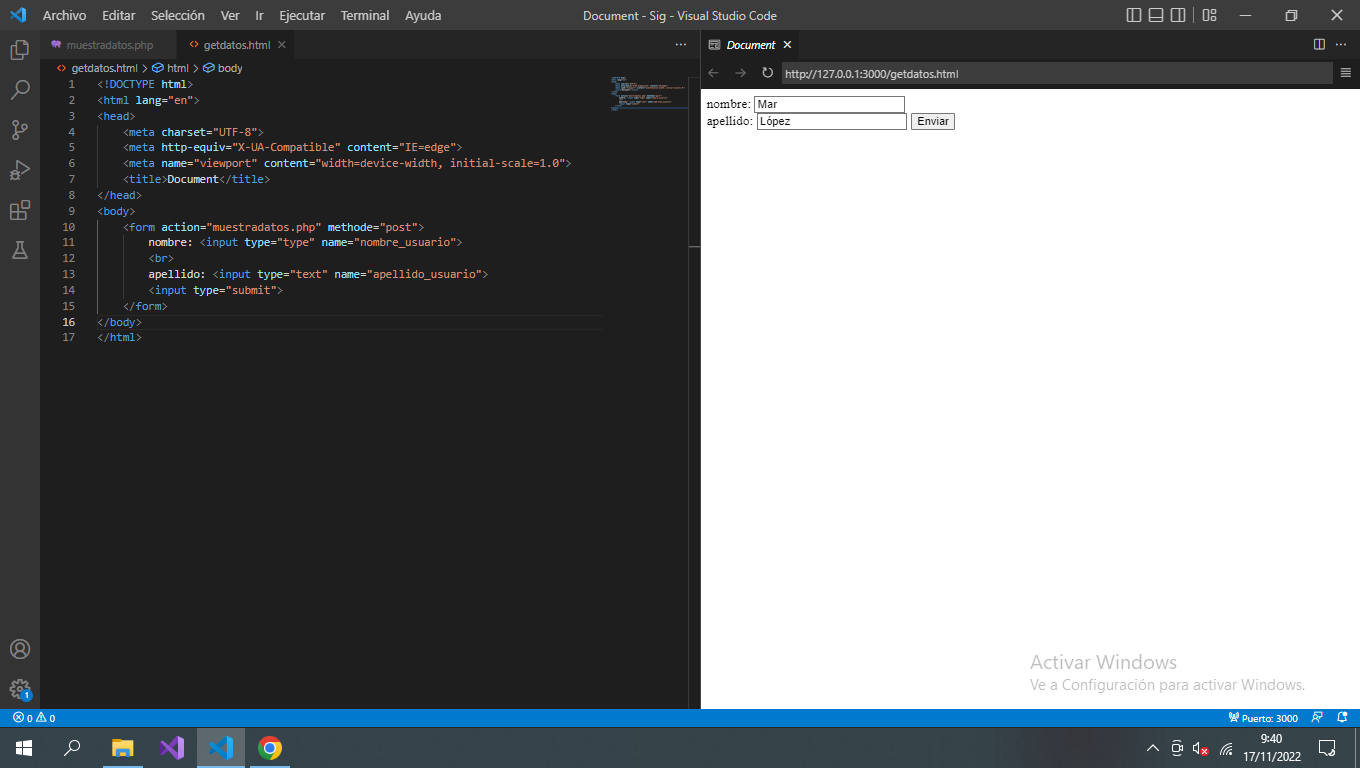 Archivo Editar Selección Ver Ir Ejecutar Terminal Ayuda Document - Sig - Visual Studio Code
muestradatos.php getdatos.html
getdatos.html > html > body
1 <!DOCTYPE html>
2 <html lang="en">
3 <head>
4 <meta charset="UTF-8">
5 <meta http-equiv="X-UA-Compatible" content="IE=edge">
6 <meta name="viewport" content="width=device-width, initial-scale=1.0">
7 <title>Document</title>
8 </head>
9 <body>
10 <form action="muestradatos.php" methode="post">
11 nombre: <input type="type" name="nombre_usuario">
12 <br>
13 apellido: <input type="text" name="apellido_usuario">
14 <input type="submit">
15 </form>
16 </body>
17 </html>
Document
http://127.0.0.1:3000/getdatos.html
nombre: Mar
apellido: López Enviar
Activar Windows
Ve a Configuración para activar Windows.
1
0 0 Puerto: 3000
9:40
17/11/2022